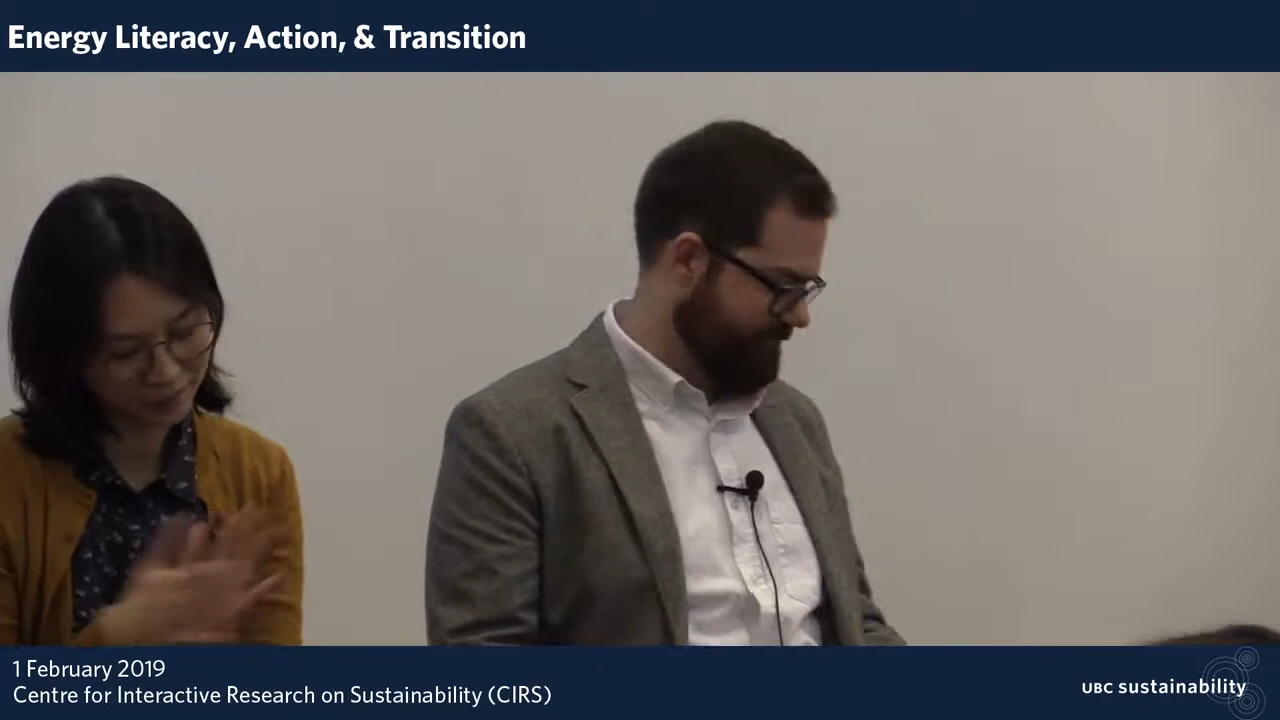 Energy Literacy, Action, & Transition
1 February 2019
Centre for Interactive Research on Sustainability (CIRS)
UBC sustainability